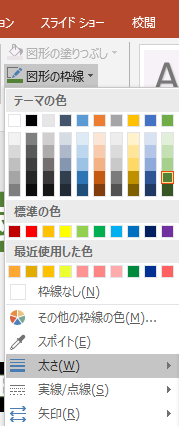 ョン スライド ショー 校閲
図形の塗りつぶし
図形の枠線
テーマの色
標準の色
最近使用した色
枠線なし(N)
その他の枠線の色(M)...
スポイト(E)
太さ(W)
実線/点線(S)
矢印(R)
A